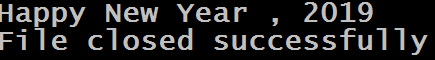 Happy New Year , 2019
File closed successfully